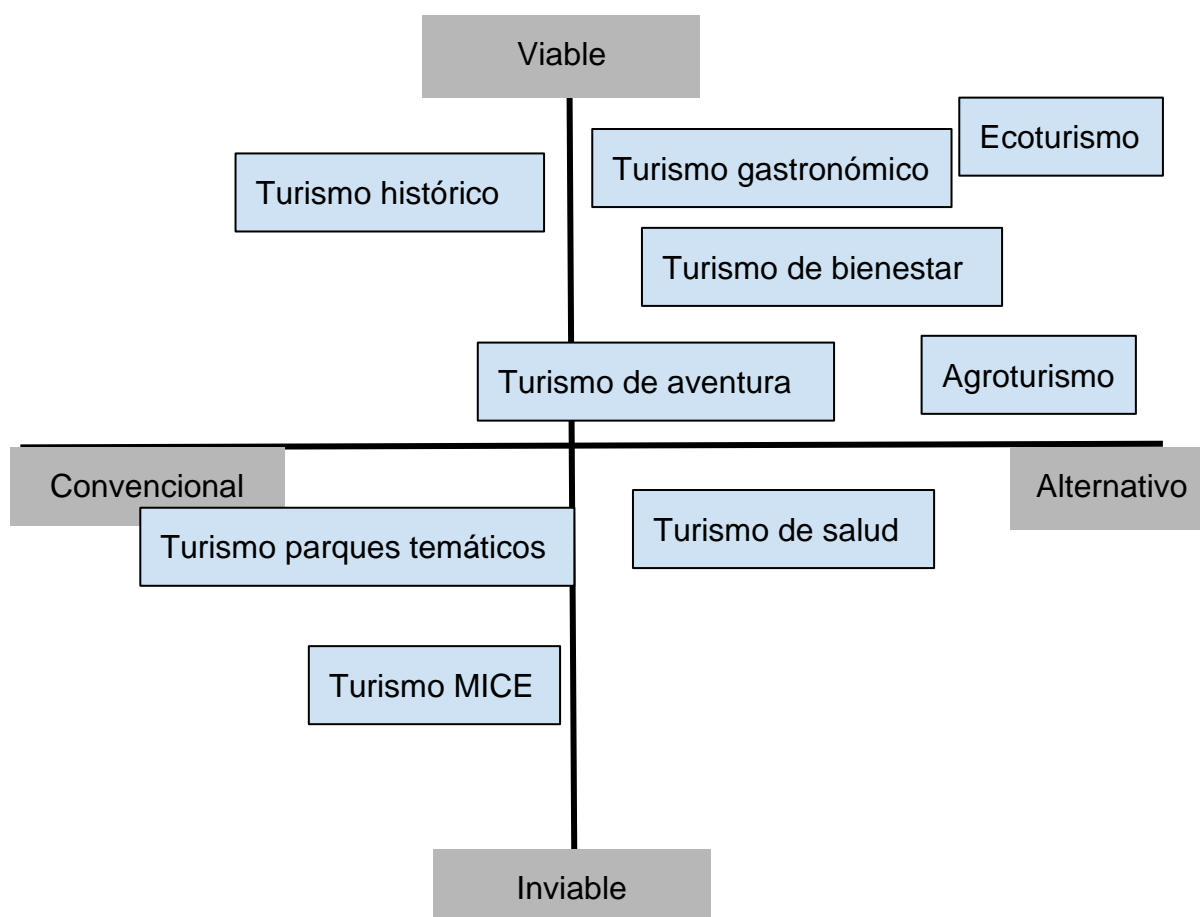 Viable
Ecoturismo
Turismo gastronómico
Turismo histórico
Turismo de bienestar
Turismo de aventura
Agroturismo
Convencional
Alternativo
Turismo parques temáticos
Turismo de salud
Turismo MICE
Inviable